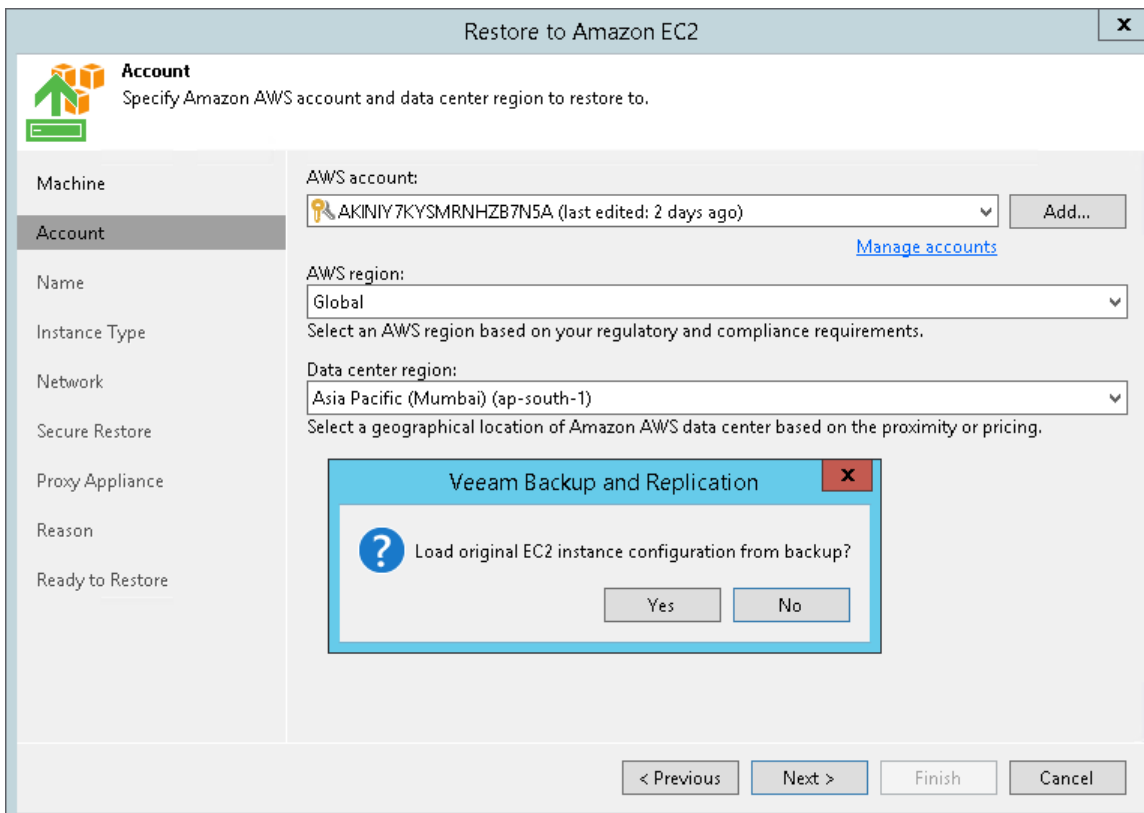 Restore to Amazon EC2
x
Account
Specify Amazon AWS account and data center region to restore to.
Machine
Account
Name
Instance Type
Network
Secure Restore
Proxy Appliance
Reason
Ready to Restore
AWS account:
AKINIY7KYSMRNHZB7N5A (last edited: 2 days ago)
Add...
Manage accounts
AWS region:
Global
Select an AWS region based on your regulatory and compliance requirements.
Data center region:
Asia Pacific (Mumbai) (ap-south-1)
Select a geographical location of Amazon AWS data center based on the proximity or pricing.
Veeam Backup and Replication
x
?
Load original EC2 instance configuration from backup?
Yes
No
< Previous
Next >
Finish
Cancel